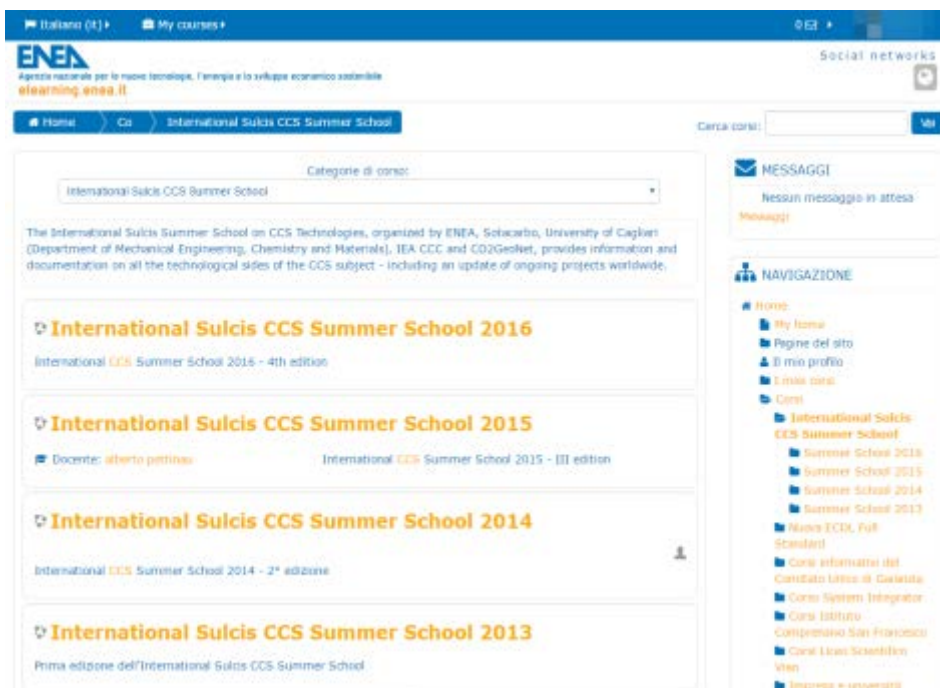 Italiano (it)
My courses
0
ENEA
Agenzia nazionale per le nuove tecnologie, l'energia e lo sviluppo economico sostenibile
elearning.enea.it
Social networks
Home
Co
International Sulcis CCS Summer School
Cerca corsi:
Vai
Categorie di corso:
International Sulcis CCS Summer School
The International Sulcis Summer School on CCS Technologies, organized by ENEA, Sotacarbo, University of Cagliari
(Department of Mechanical Engineering, Chemistry and Materials), IEA CCC and CO2GeoNet, provides information and
documentation on all the technological sides of the CCS subject - including an update of ongoing projects worldwide.
International Sulcis CCS Summer School 2016
International CCS Summer School 2016 - 4th edition
International Sulcis CCS Summer School 2015
Docente: alberto pettinau
International CCS Summer School 2015 - III edition
International Sulcis CCS Summer School 2014
International CCS Summer School 2014 - 2° edizione
International Sulcis CCS Summer School 2013
Prima edizione dell'International Sulcis CCS Summer School
MESSAGGI
Nessun messaggio in attesa
Messaggi
NAVIGAZIONE
Home
My home
Pagine del sito
Il mio profilo
I miei corsi
Corsi
International Sulcis
CCS Summer School
Summer School 2016
Summer School 2015
Summer School 2014
Summer School 2013
Nuova ECDL Full
Standard
Corsi informativi del
Comitato Unico di Garanzia
Corso System Integrator
Corsi Istituto
Comprensivo San Francesco
Corsi Liceo Scientifico
Impresa e università